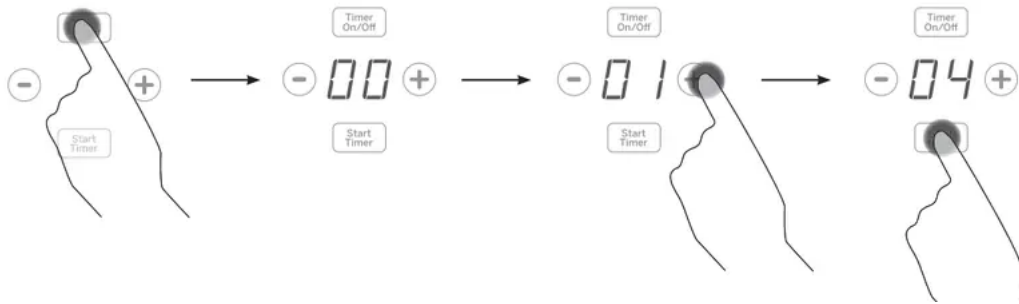 −
+
Start
Timer
Timer
On/Off
− 00 +
Start
Timer
Timer
On/Off
− 01
Start
Timer
Timer
On/Off
− 04 +